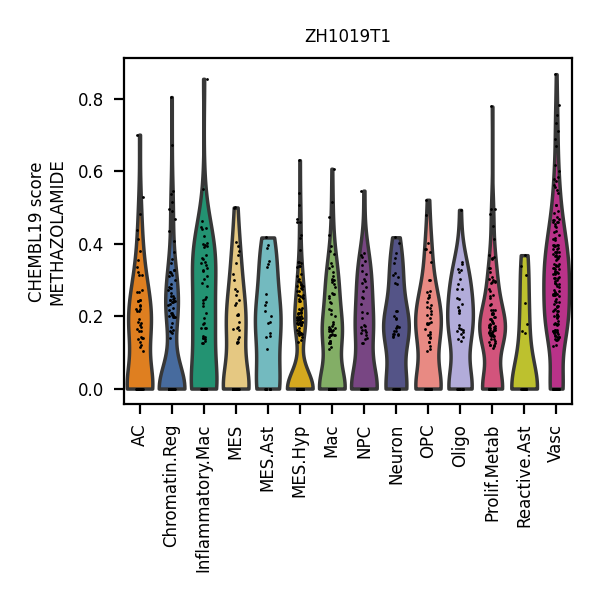 ZH1019T1
CHEMBL19 score
METHAZOLAMIDE
0.8
0.6
0.4
0.2
0.0
AC
Chromatin.Reg
Inflammatory.Mac
MES
MES.Ast
MES.Hyp
Mac
NPC
Neuron
OPC
Oligo
Prolif.Metab
Reactive.Ast
Vasc